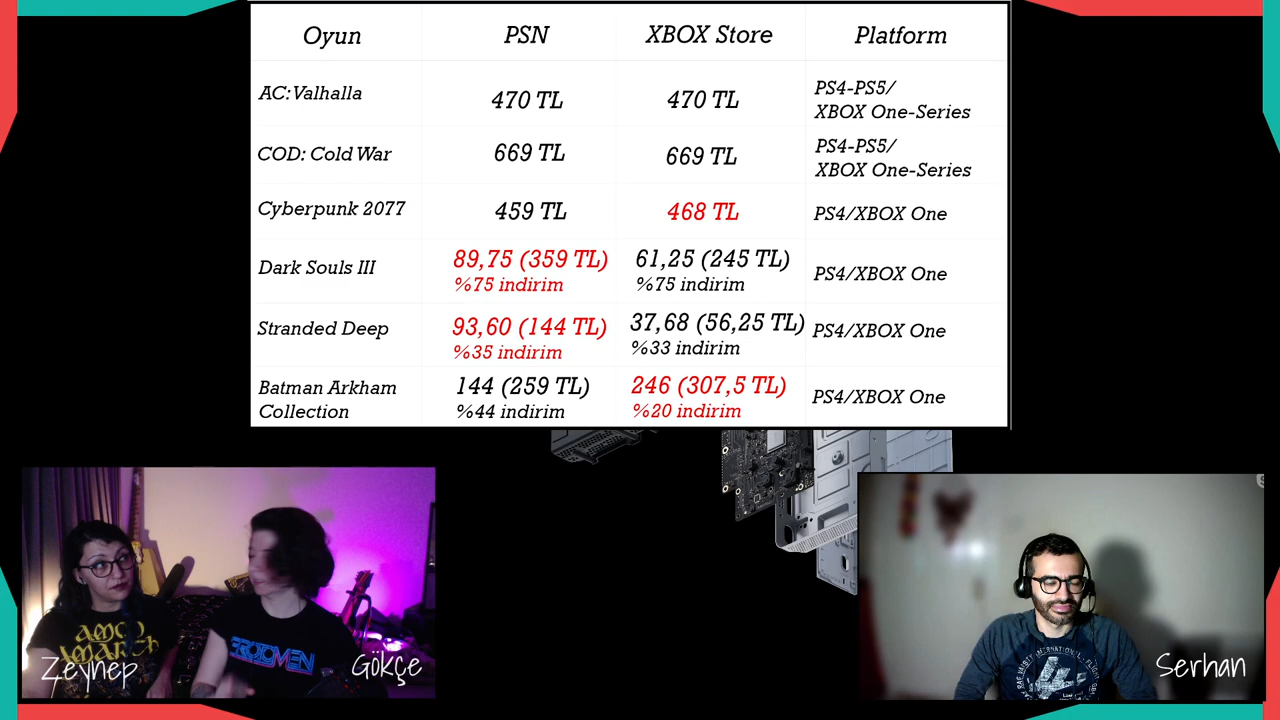 Oyun PSN XBOX Store Platform
AC:Valhalla 470 TL 470 TL PS4-PS5/
XBOX One-Series
COD: Cold War 669 TL 669 TL PS4-PS5/
XBOX One-Series
Cyberpunk 2077 459 TL 468 TL PS4/XBOX One
Dark Souls III 89,75 (359 TL) 61,25 (245 TL) PS4/XBOX One
%75 indirim %75 indirim
Stranded Deep 93,60 (144 TL) 37,68 (56,25 TL) PS4/XBOX One
%35 indirim %33 indirim
Batman Arkham 144 (259 TL) 246 (307,5 TL) PS4/XBOX One
Collection %44 indirim %20 indirim
AMON
AMARTH
PROTOMEN
Zeynep Gökçe Serhan